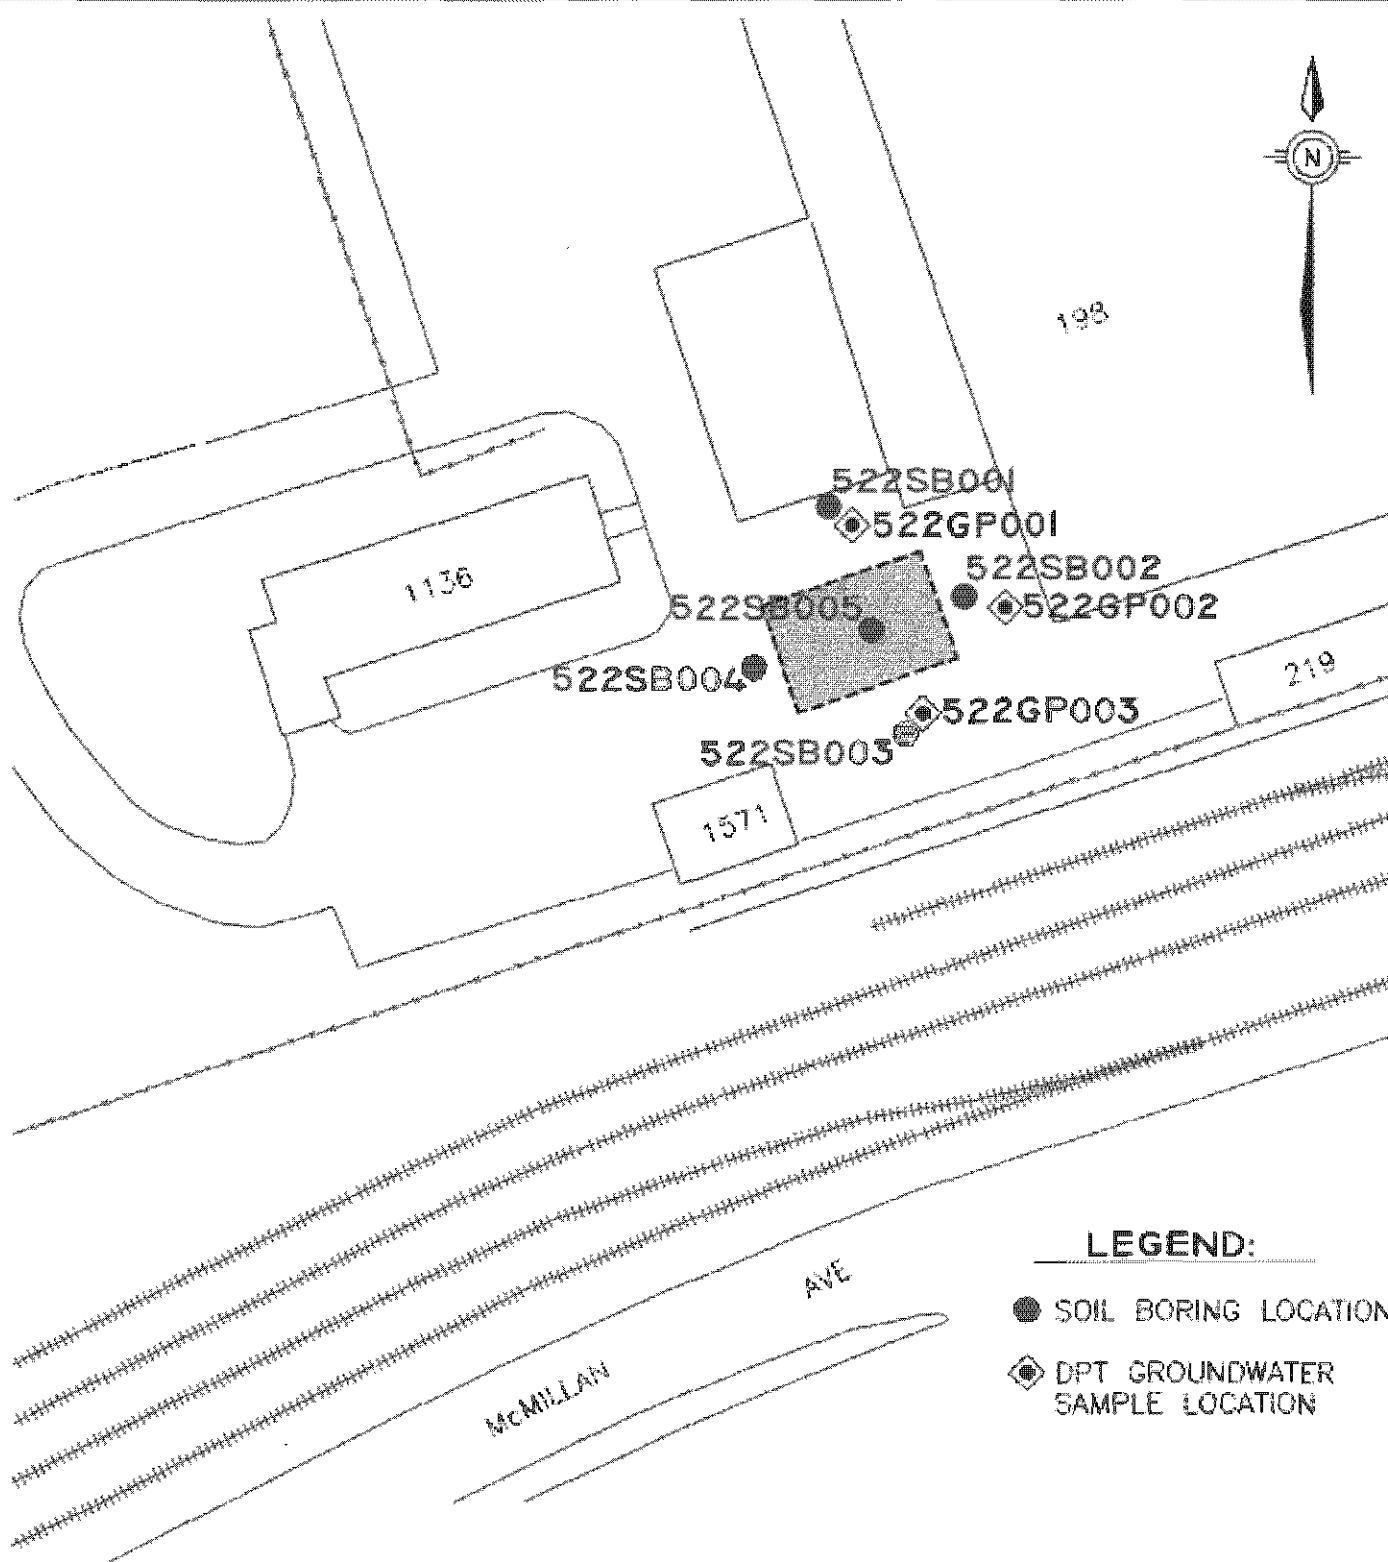 N
198
522SB001
522GP001
522SB002
1136
522SB005
522GP002
219
522SB004
522GP003
522SB003
1571
LEGEND:
AVE
SOIL BORING LOCATION
McMILLAN
DPT GROUNDWATER
SAMPLE LOCATION